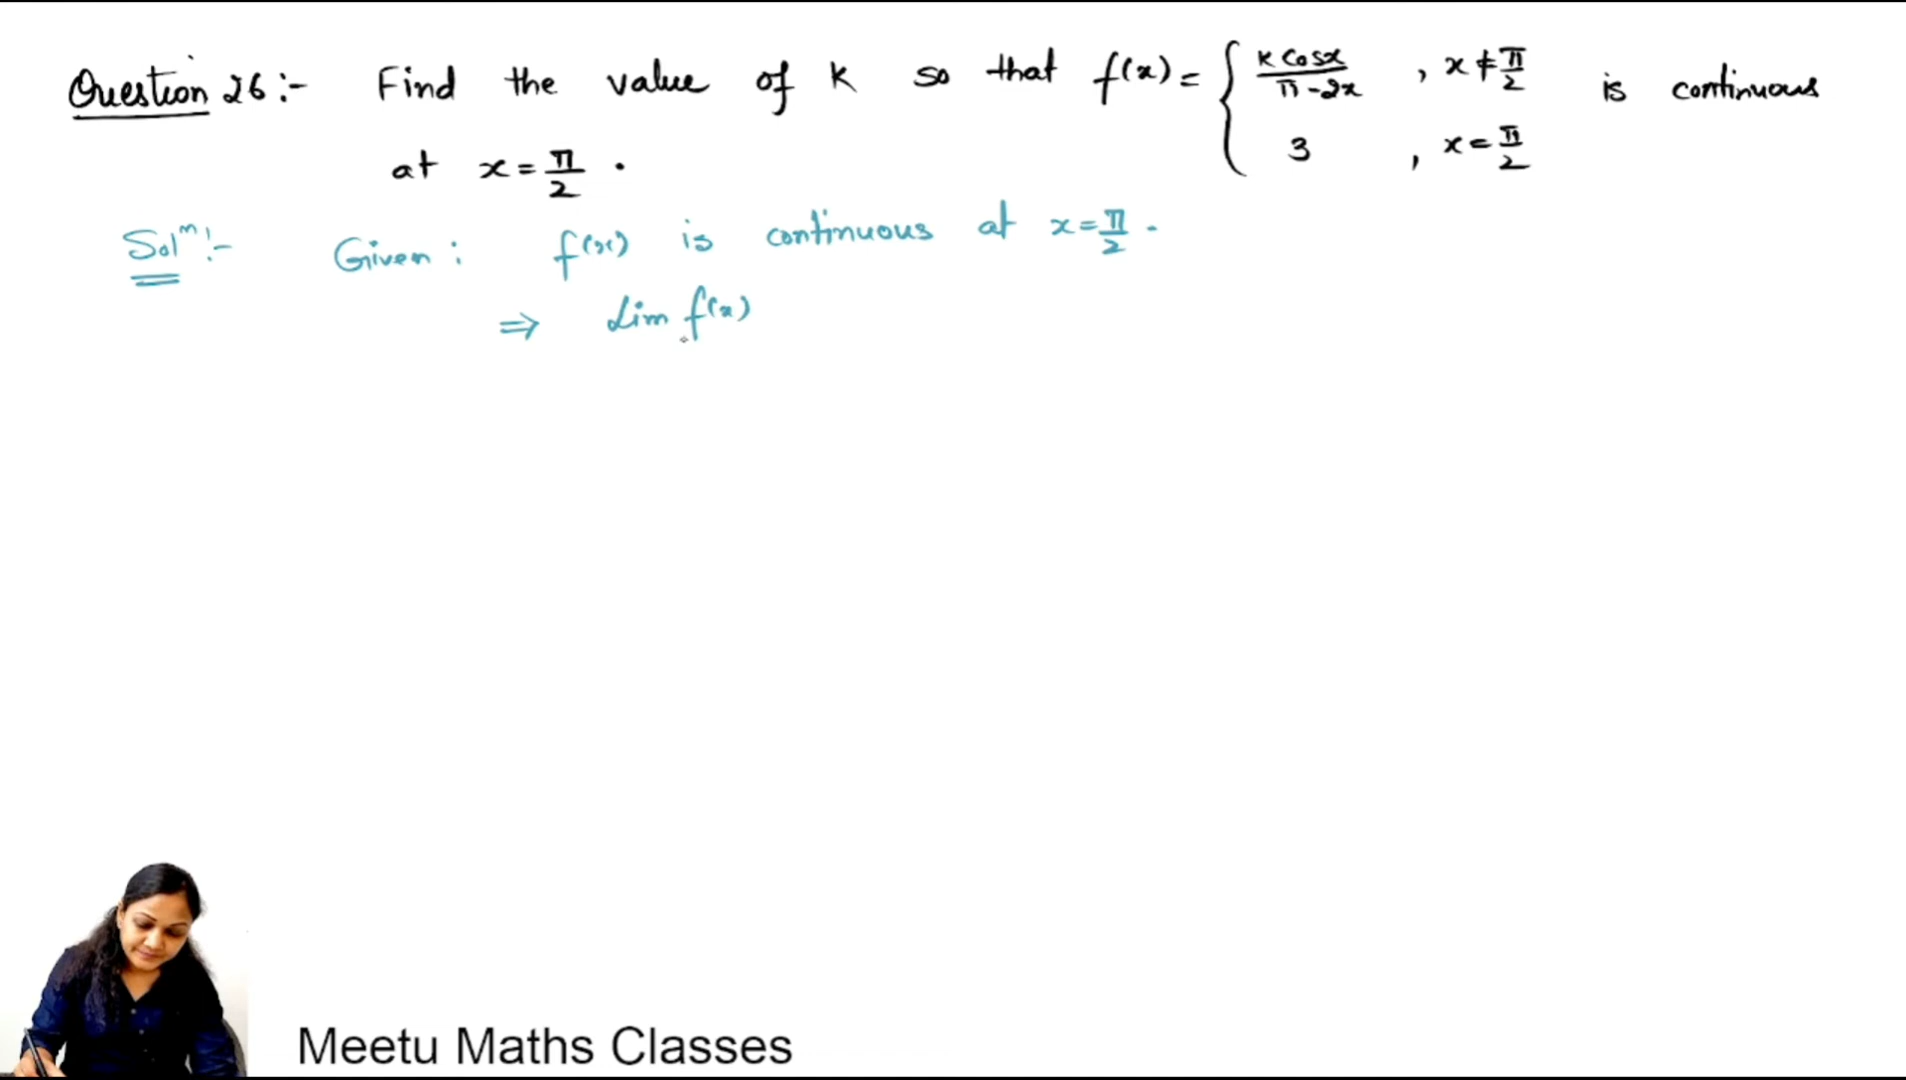 Question 26:- Find the value of k so that f(x) = { k cosx / π-2x , x ≠ π/2 is continuous
3 , x = π/2
at x = π/2 .
Solⁿ:- Given : f(x) is continuous at x = π/2 .
⇒ Lim f(x)
Meetu Maths Classes